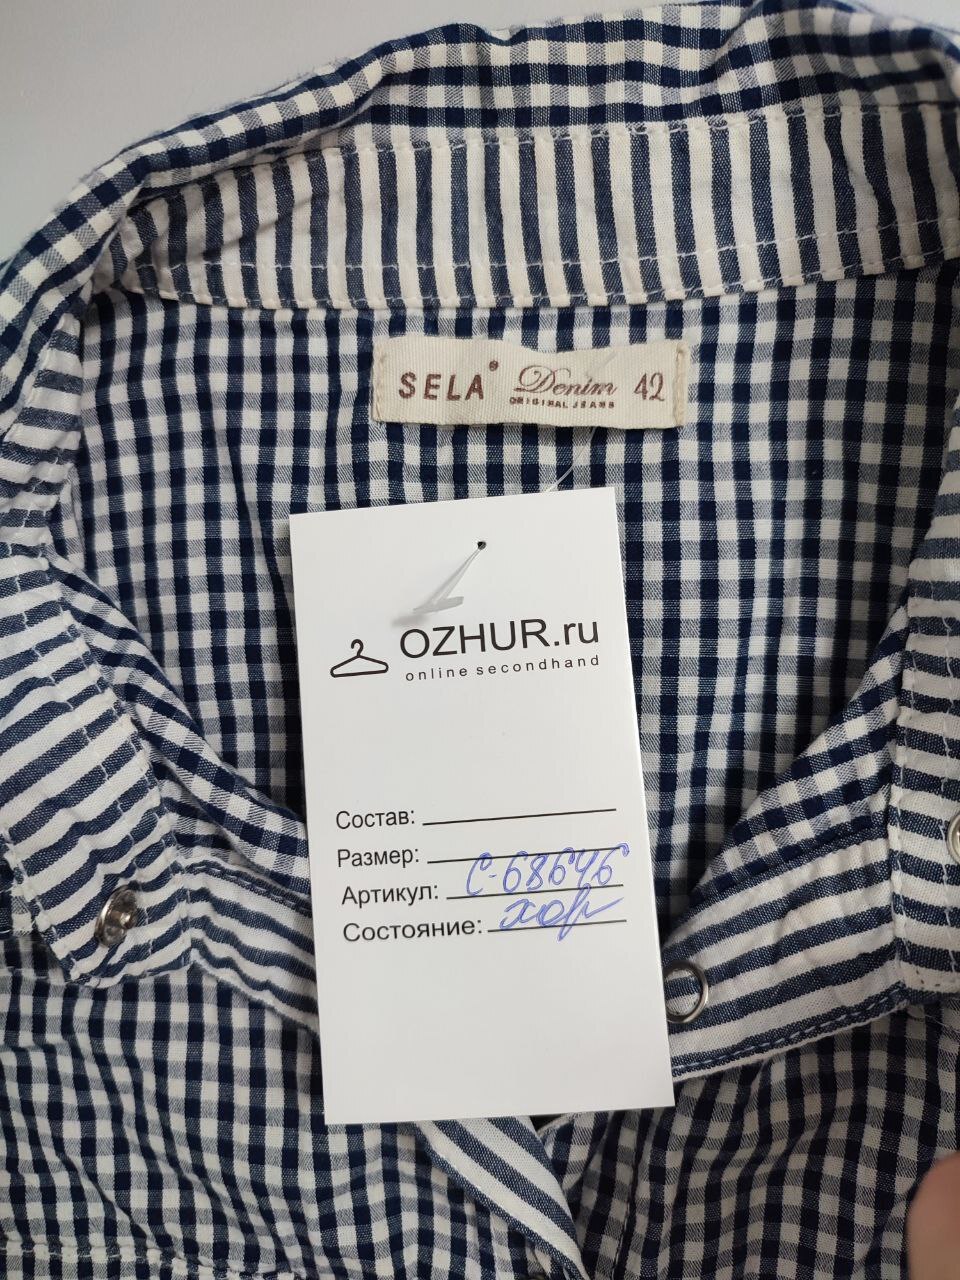 SELA® Denim 42
ORIGINAL JEANS
OZHUR.ru
online secondhand
Состав:
Размер:
Артикул: С-68646
Состояние: хор